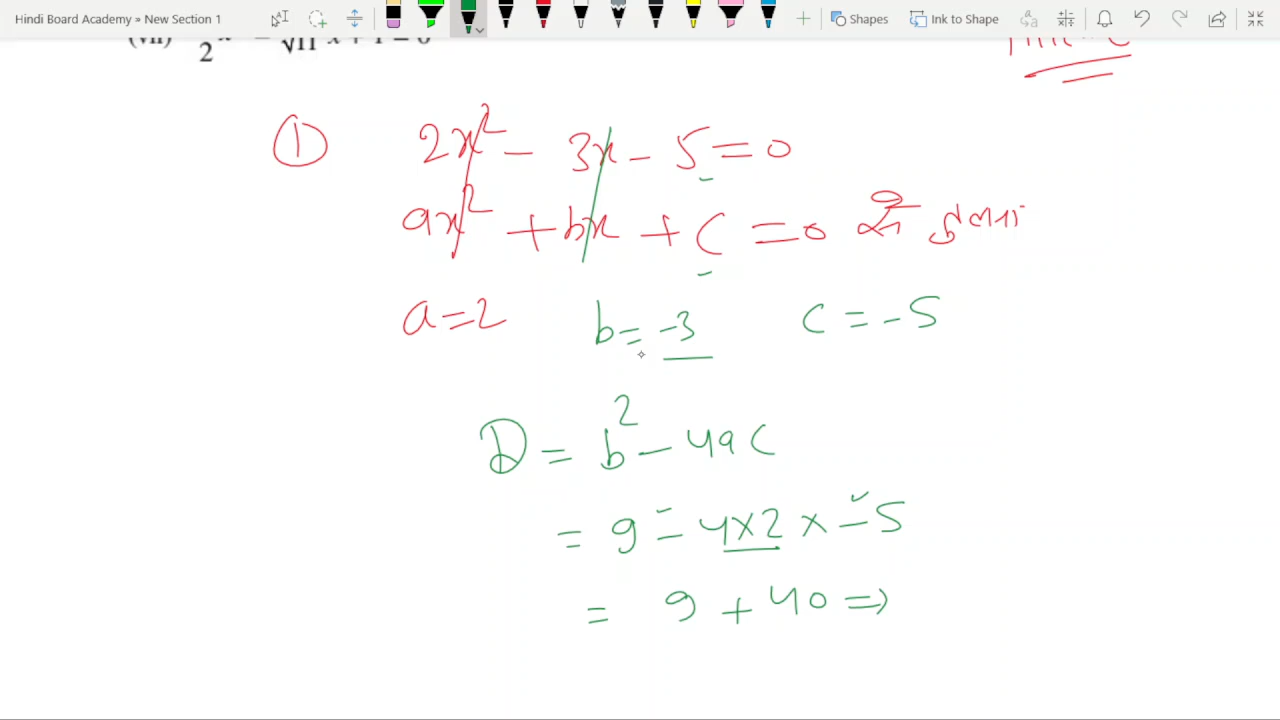 Hindi Board Academy » New Section 1 Shapes Ink to Shape
2x² - 3x - 5 = 0
①
ax² + bx + c = 0 से तुलना
a = 2 b = -3 c = -5
D = b² - 4ac
= 9 - 4×2 × -5
= 9 + 40 ⇒